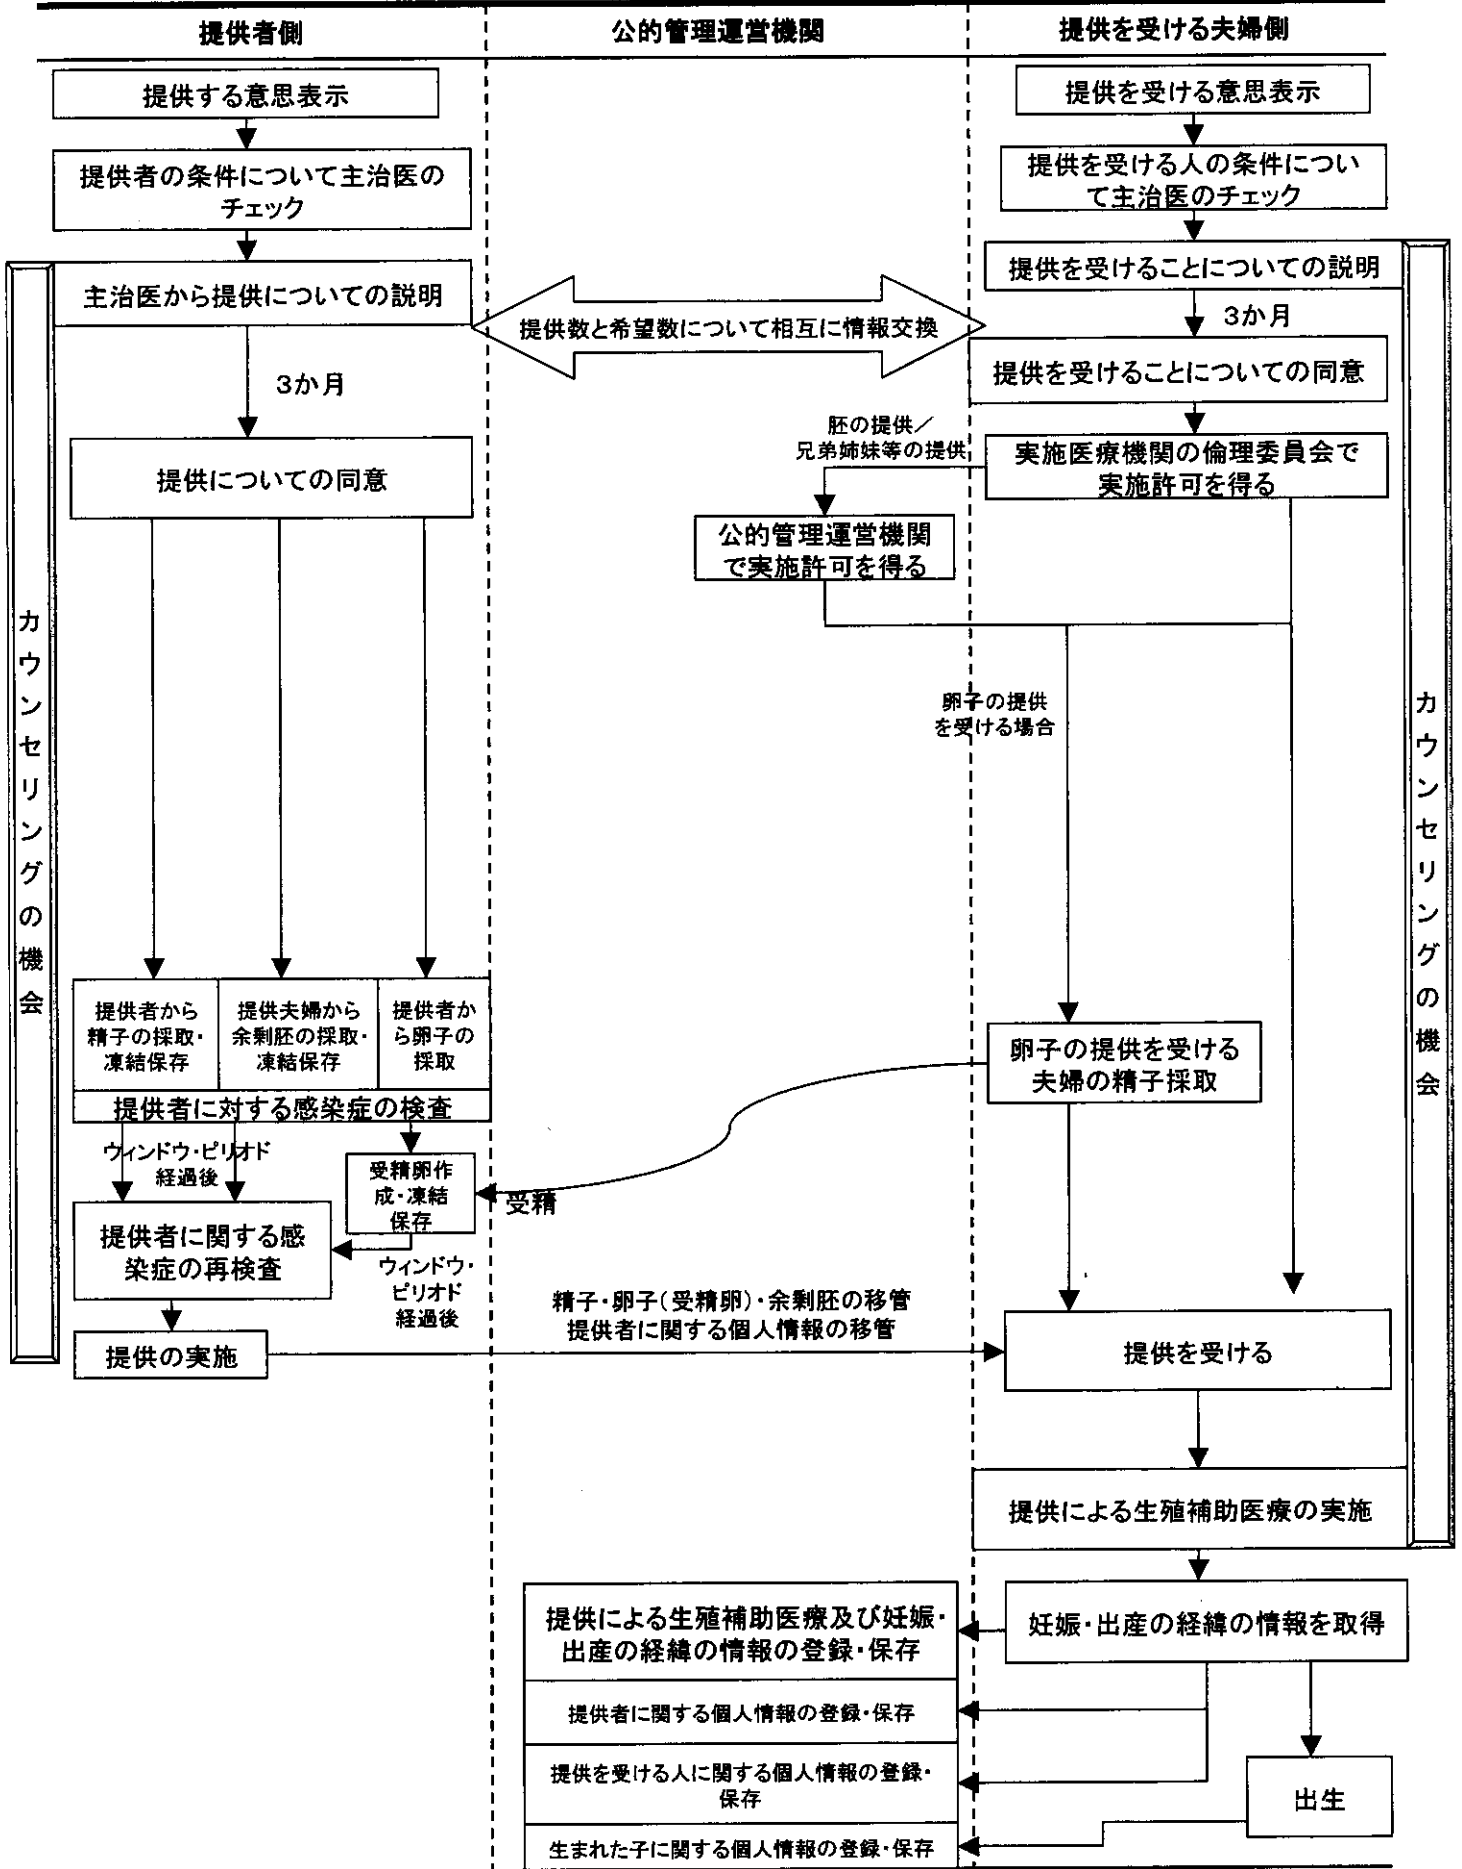 提供者側
公的管理運営機関
提供を受ける夫婦側
提供する意思表示
提供者の条件について主治医の
チェック
主治医から提供についての説明
3か月
提供についての同意
カウンセリングの機会
提供者から
精子の採取・
凍結保存
提供夫婦から
余剰胚の採取・
凍結保存
提供者か
ら卵子の
採取
提供者に対する感染症の検査
ウィンドウ・ピリオド
経過後
受精卵作
成・凍結
保存
提供者に関する感
染症の再検査
ウィンドウ・
ピリオド
経過後
提供の実施
提供数と希望数について相互に情報交換
胚の提供／
兄弟姉妹等の提供
公的管理運営機関
で実施許可を得る
卵子の提供
を受ける場合
受精
精子・卵子(受精卵)・余剰胚の移管
提供者に関する個人情報の移管
提供を受ける意思表示
提供を受ける人の条件につい
て主治医のチェック
提供を受けることについての説明
3か月
提供を受けることについての同意
実施医療機関の倫理委員会で
実施許可を得る
カウンセリングの機会
卵子の提供を受ける
夫婦の精子採取
提供を受ける
提供による生殖補助医療の実施
妊娠・出産の経緯の情報を取得
出生
提供による生殖補助医療及び妊娠・
出産の経緯の情報の登録・保存
提供者に関する個人情報の登録・保存
提供を受ける人に関する個人情報の登録・
保存
生まれた子に関する個人情報の登録・保存